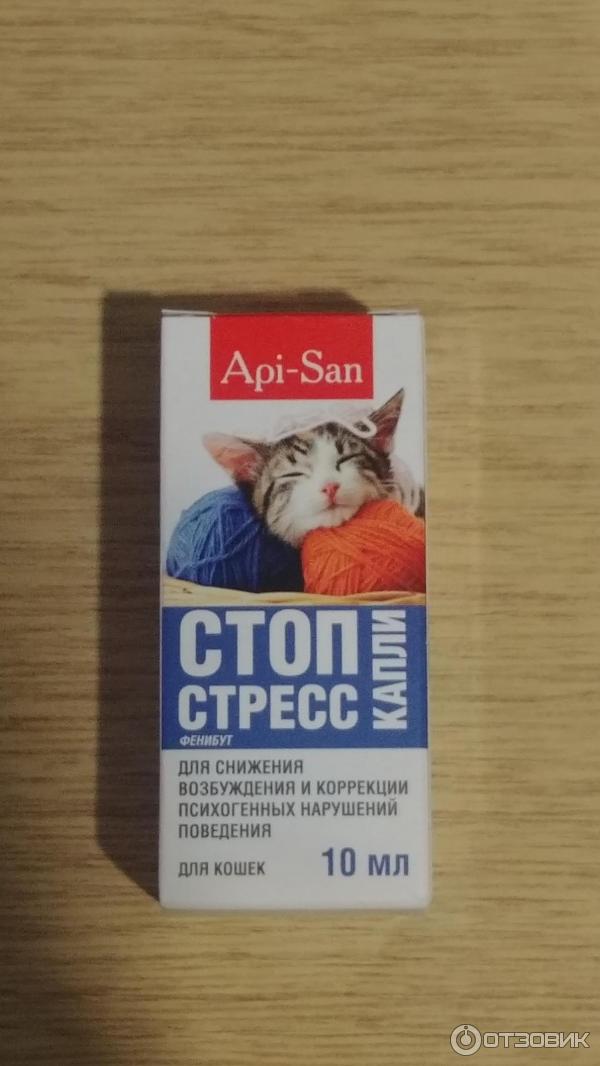 Api-San
СТОП
СТРЕСС
КАПЛИ
ФЕНИБУТ
ДЛЯ СНИЖЕНИЯ
ВОЗБУЖДЕНИЯ И КОРРЕКЦИИ
ПСИХОГЕННЫХ НАРУШЕНИЙ
ПОВЕДЕНИЯ
ДЛЯ КОШЕК 10 МЛ
ОТЗОВИК